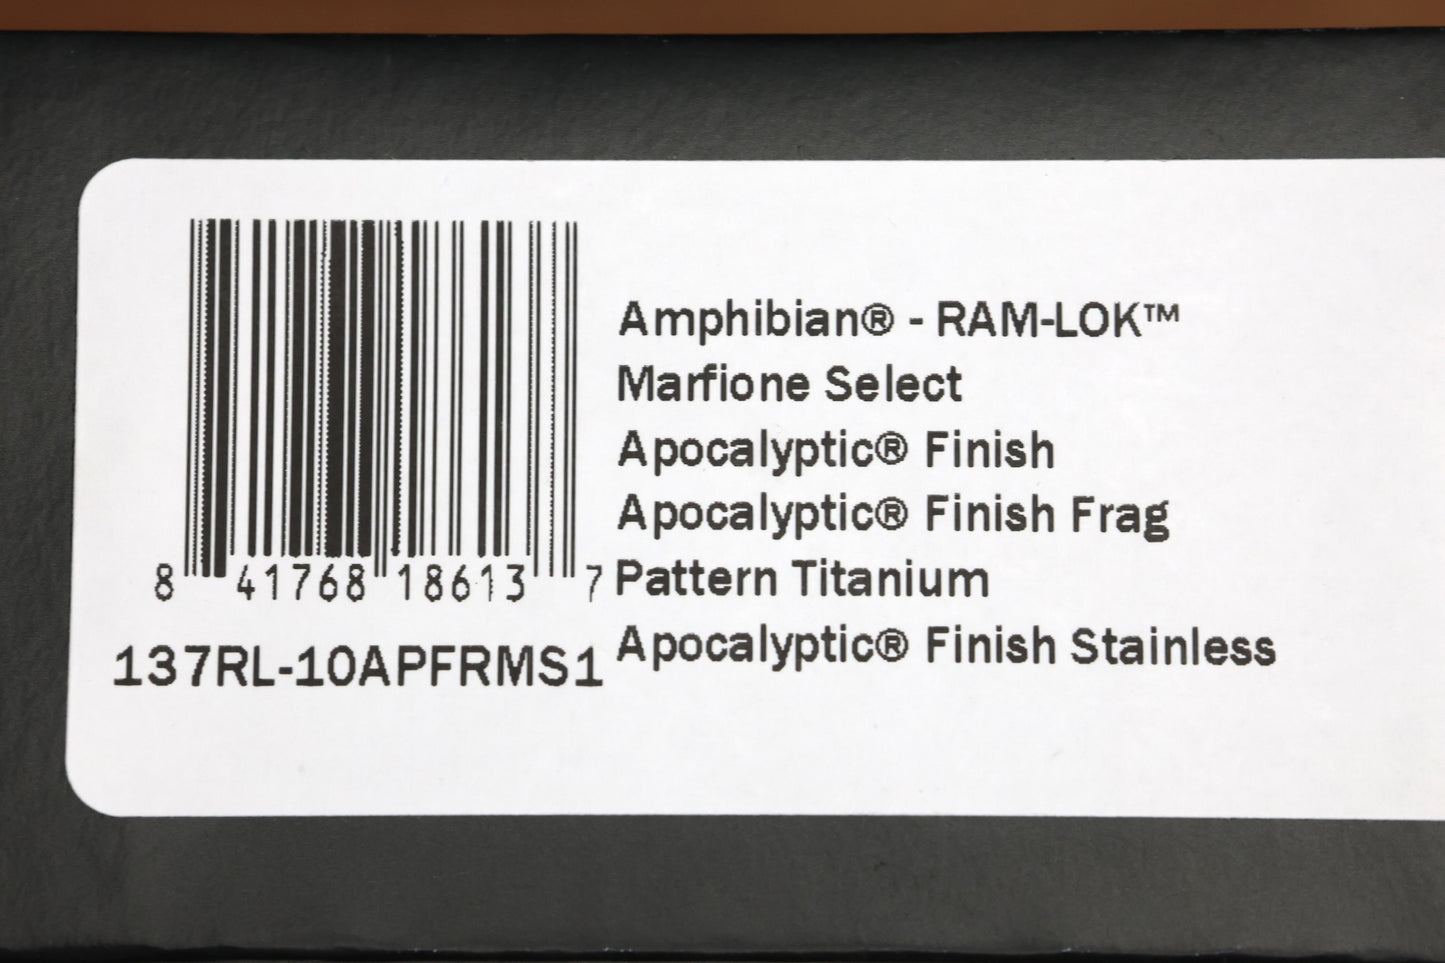 Amphibian® - RAM-LOK™
Marfione Select
Apocalyptic® Finish
Apocalyptic® Finish Frag
Pattern Titanium
Apocalyptic® Finish Stainless
8 41768 18613 7
137RL-10APFRMS1